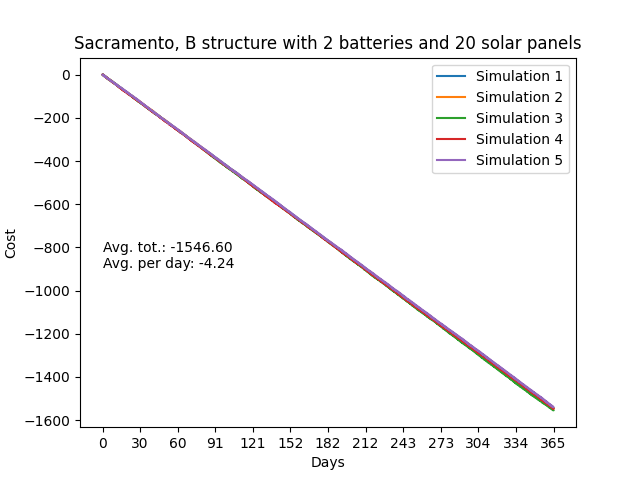 Sacramento, B structure with 2 batteries and 20 solar panels
0
−200
−400
−600
−800
−1000
−1200
−1400
−1600
Cost
Simulation 1
Simulation 2
Simulation 3
Simulation 4
Simulation 5
Avg. tot.: -1546.60
Avg. per day: -4.24
0 30 60 91 121 152 182 212 243 273 304 334 365
Days